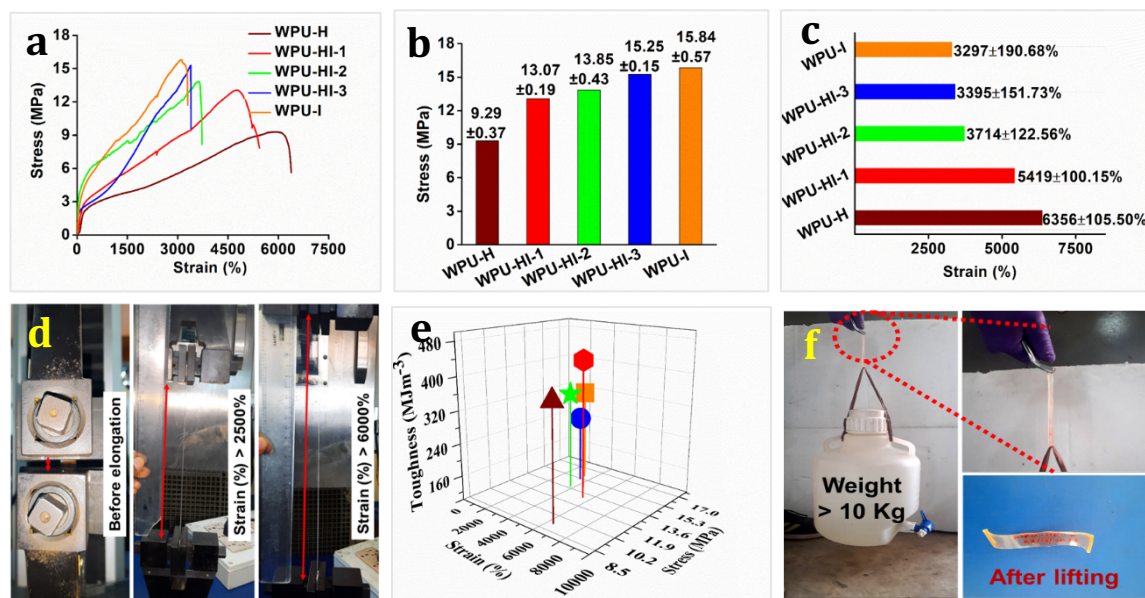 a
Stress (MPa)
18
15
12
9
6
3
0
0 1500 3000 4500 6000 7500
Strain (%)
WPU-H
WPU-HI-1
WPU-HI-2
WPU-HI-3
WPU-I
b
Stress (MPa)
18
15
12
9
6
3
0
9.29
±0.37
13.07
±0.19
13.85
±0.43
15.25
±0.15
15.84
±0.57
WPU-H
WPU-HI-1
WPU-HI-2
WPU-HI-3
WPU-I
c
WPU-I
3297±190.68%
WPU-HI-3
3395±151.73%
WPU-HI-2
3714±122.56%
WPU-HI-1
5419±100.15%
WPU-H
6356±105.50%
2500 5000 7500
Strain (%)
d
Before elongation
Strain (%) > 2500%
Strain (%) > 6000%
e
Toughness (MJm-3)
480
400
320
240
160
0
2000
4000
6000
8000
10000
Strain (%)
8.5
10.2
11.9
13.6
15.3
17.0
Stress (MPa)
f
Weight
> 10 Kg
After lifting